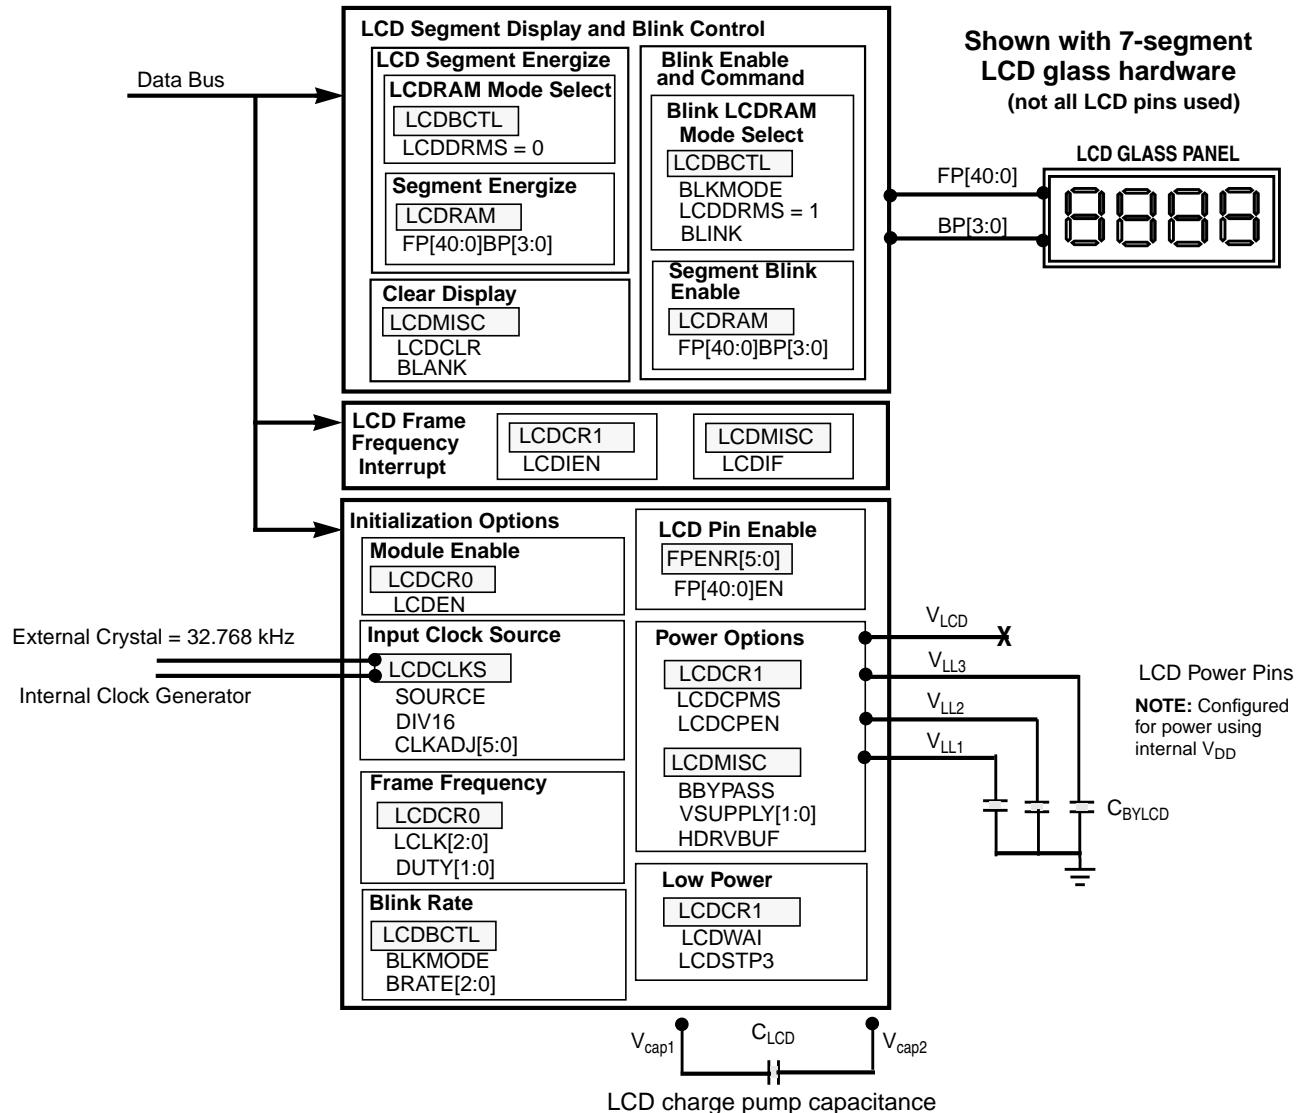 LCD Segment Display and Blink Control
LCD Segment Energize
LCDRAM Mode Select
LCDBCTL
LCDDRMS = 0
Segment Energize
LCDRAM
FP[40:0]BP[3:0]
Clear Display
LCDMISC
LCDCLR
BLANK
Blink Enable
and Command
Blink LCDRAM
Mode Select
LCDBCTL
BLKMODE
LCDDRMS = 1
BLINK
Segment Blink
Enable
LCDRAM
FP[40:0]BP[3:0]
Data Bus
Shown with 7-segment
LCD glass hardware
(not all LCD pins used)
LCD GLASS PANEL
FP[40:0]
BP[3:0]
LCD Frame
Frequency
Interrupt
LCDCR1
LCDIEN
LCDMISC
LCDIF
Initialization Options
Module Enable
LCDCR0
LCDEN
Input Clock Source
LCDCLKS
SOURCE
DIV16
CLKADJ[5:0]
Frame Frequency
LCDCR0
LCLK[2:0]
DUTY[1:0]
Blink Rate
LCDBCTL
BLKMODE
BRATE[2:0]
LCD Pin Enable
FPENR[5:0]
FP[40:0]EN
Power Options
LCDCR1
LCDCPMS
LCDCPEN
LCDMISC
BBYPASS
VSUPPLY[1:0]
HDRVBUF
Low Power
LCDCR1
LCDWAI
LCDSTP3
External Crystal = 32.768 kHz
Internal Clock Generator
VLCD
X
VLL3
VLL2
VLL1
LCD Power Pins
NOTE: Configured
for power using
internal VDD
CBYLCD
Vcap1
CLCD
Vcap2
LCD charge pump capacitance